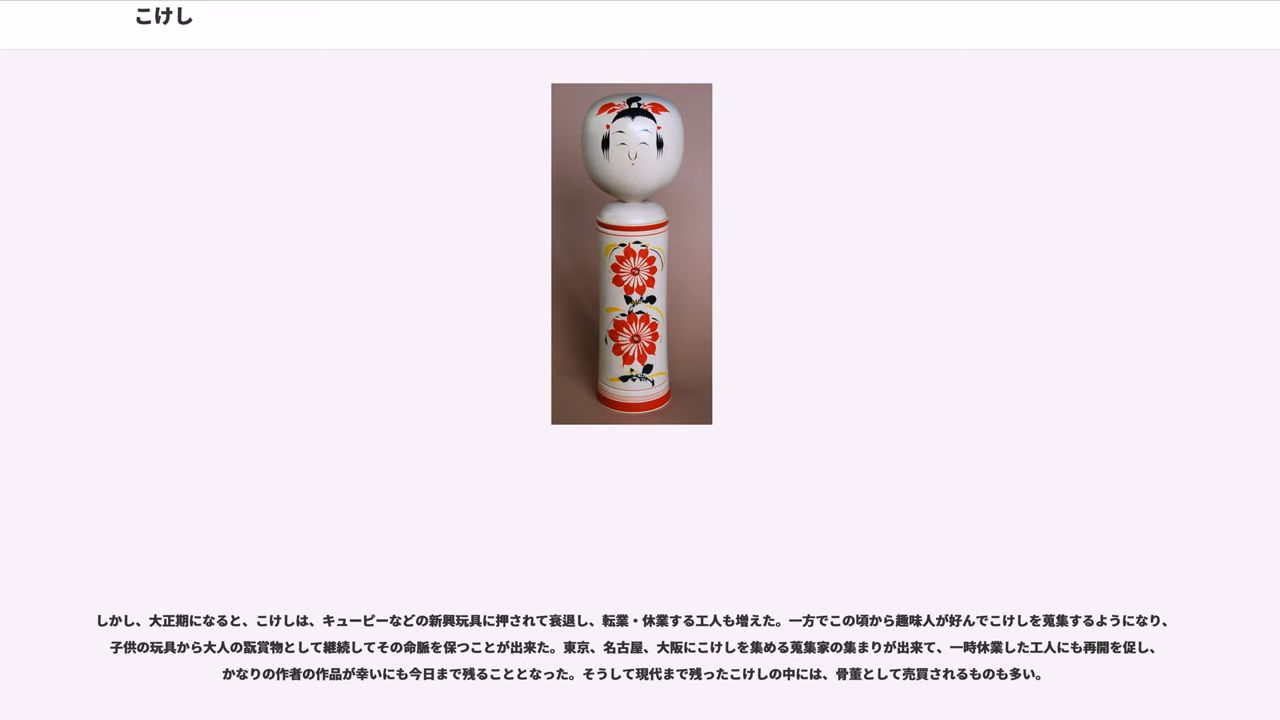 こけし
しかし、大正期になると、こけしは、キューピーなどの新興玩具に押されて衰退し、転業・休業する工人も増えた。一方でこの頃から趣味人が好んでこけしを蒐集するようになり、
子供の玩具から大人の翫賞物として継続してその命脈を保つことが出来た。東京、名古屋、大阪にこけしを集める蒐集家の集まりが出来て、一時休業した工人にも再開を促し、
かなりの作者の作品が幸いにも今日まで残ることとなった。そうして現代まで残ったこけしの中には、骨董として売買されるものも多い。